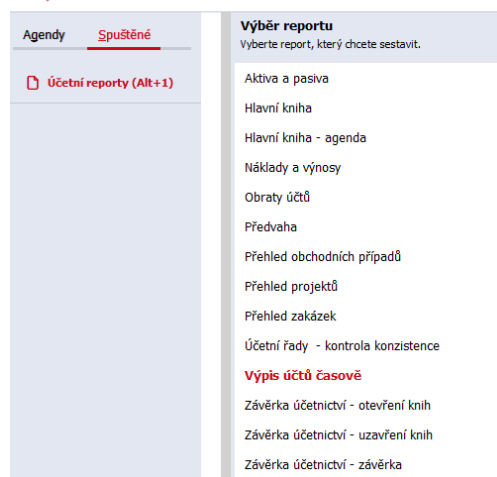 Agendy Spuštěné
Účetní reporty (Alt+1)
Výběr reportu
Vyberte report, který chcete sestavit.
Aktiva a pasiva
Hlavní kniha
Hlavní kniha - agenda
Náklady a výnosy
Obraty účtů
Předvaha
Přehled obchodních případů
Přehled projektů
Přehled zakázek
Účetní řady - kontrola konzistence
Výpis účtů časově
Závěrka účetnictví - otevření knih
Závěrka účetnictví - uzavření knih
Závěrka účetnictví - závěrka